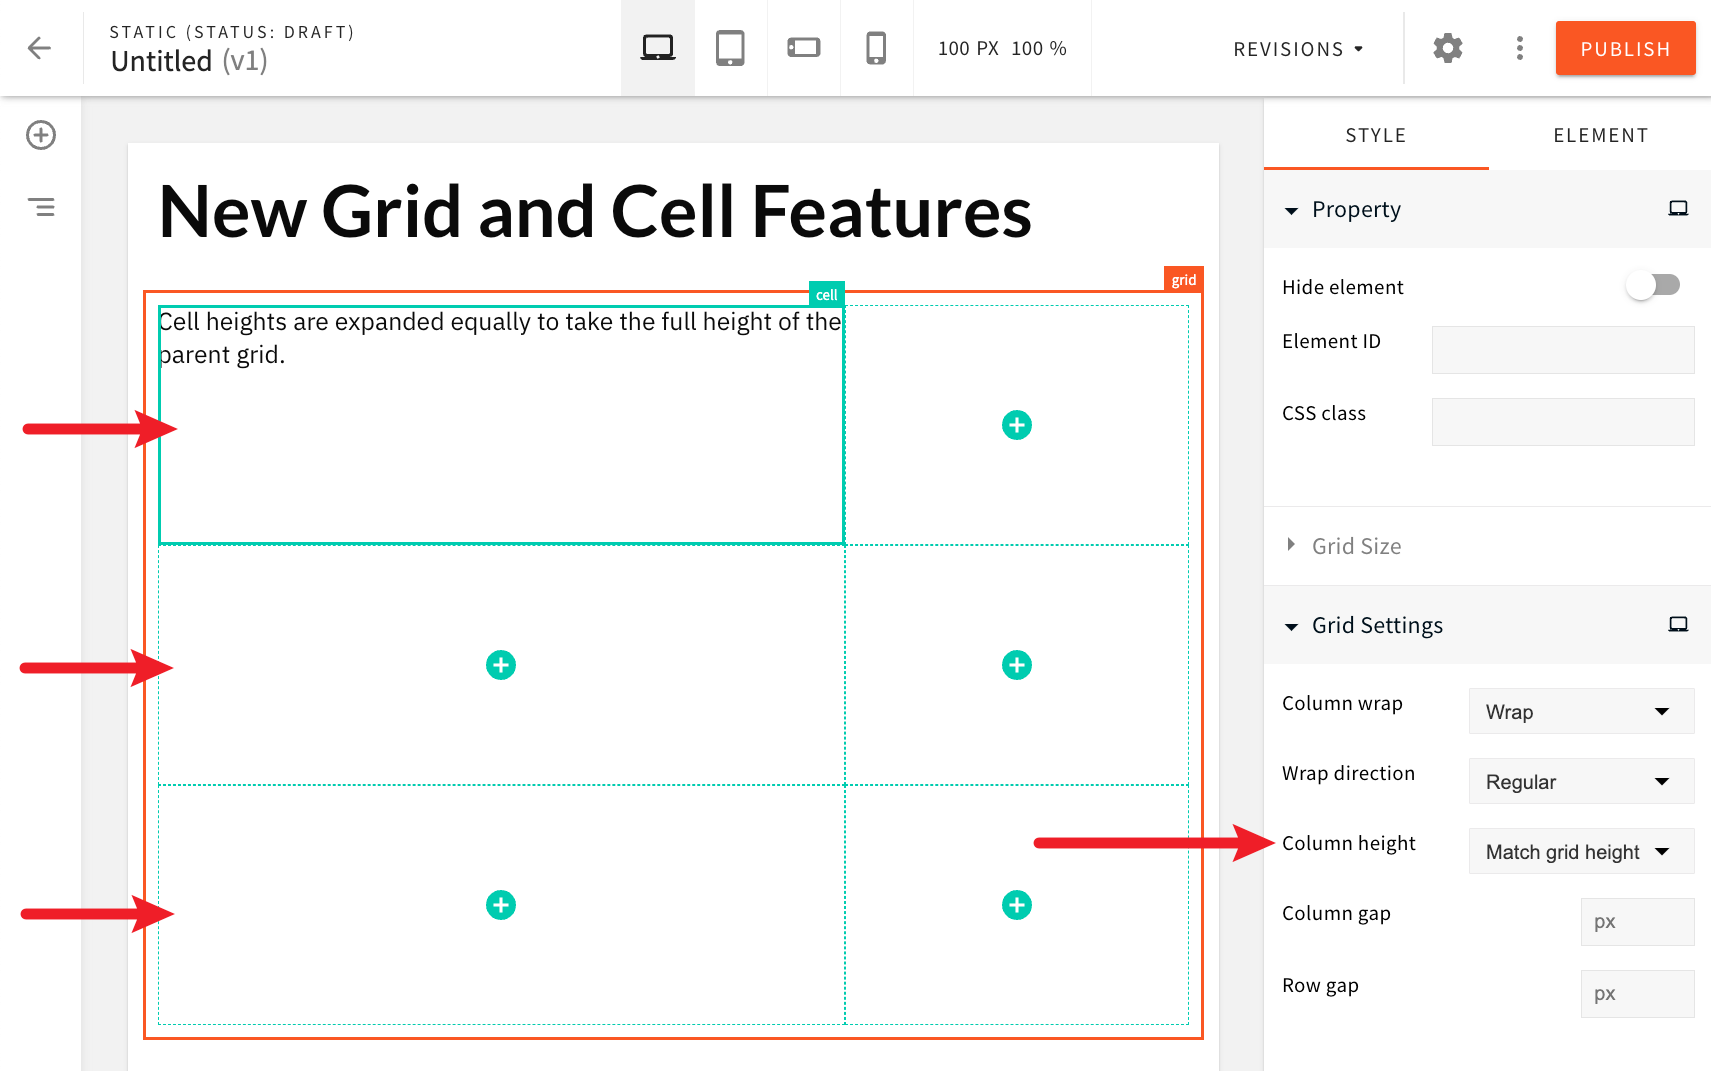 STATIC (STATUS: DRAFT)
Untitled (v1)
100 PX 100 %
REVISIONS
PUBLISH
STYLE
ELEMENT
New Grid and Cell Features
grid
cell
Cell heights are expanded equally to take the full height of the
parent grid.
Property
Hide element
Element ID
CSS class
Grid Size
Grid Settings
Column wrap
Wrap
Wrap direction
Regular
Column height
Match grid height
Column gap
px
Row gap
px